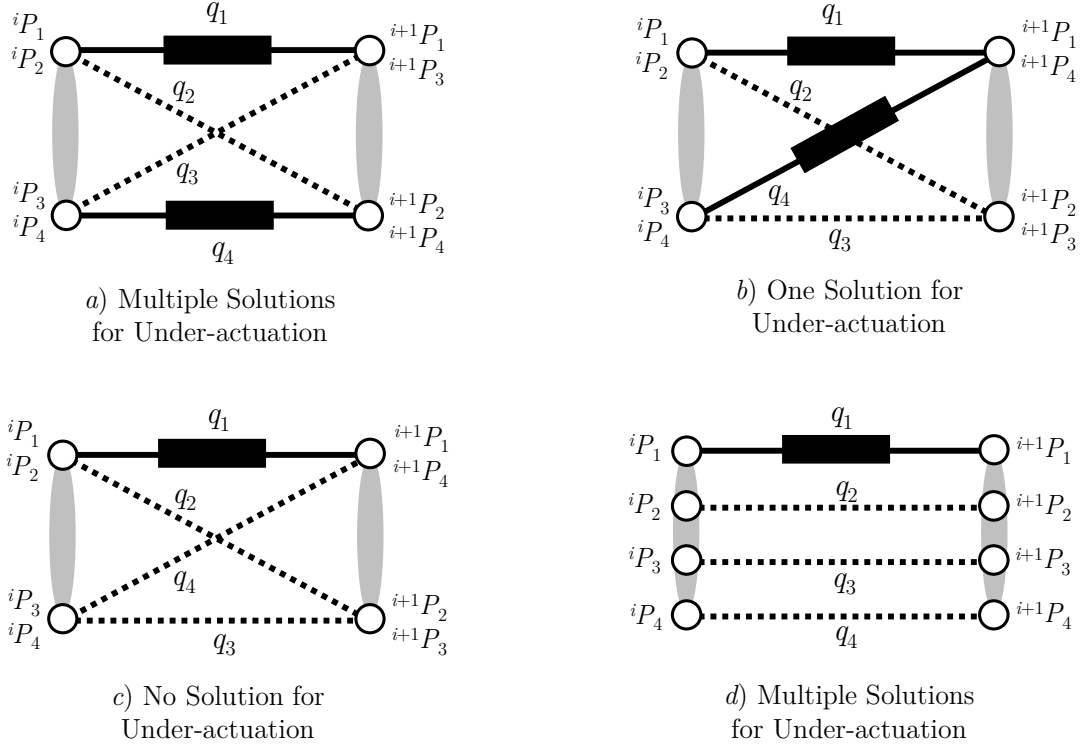 q₁
ⁱP₁ ⁱ⁺¹P₁
ⁱP₂ ⁱ⁺¹P₃
q₂
q₃
ⁱP₃ ⁱ⁺¹P₂
ⁱP₄ ⁱ⁺¹P₄
q₄
a) Multiple Solutions
for Under-actuation
q₁
ⁱP₁ ⁱ⁺¹P₁
ⁱP₂ ⁱ⁺¹P₄
q₂
q₄
ⁱP₃ ⁱ⁺¹P₂
ⁱP₄ ⁱ⁺¹P₃
q₃
b) One Solution for
Under-actuation
q₁
ⁱP₁ ⁱ⁺¹P₁
ⁱP₂ ⁱ⁺¹P₄
q₂
q₄
ⁱP₃ ⁱ⁺¹P₂
ⁱP₄ ⁱ⁺¹P₃
q₃
c) No Solution for
Under-actuation
q₁
ⁱP₁ ⁱ⁺¹P₁
q₂
ⁱP₂ ⁱ⁺¹P₂
ⁱP₃ ⁱ⁺¹P₃
q₃
ⁱP₄ ⁱ⁺¹P₄
q₄
d) Multiple Solutions
for Under-actuation